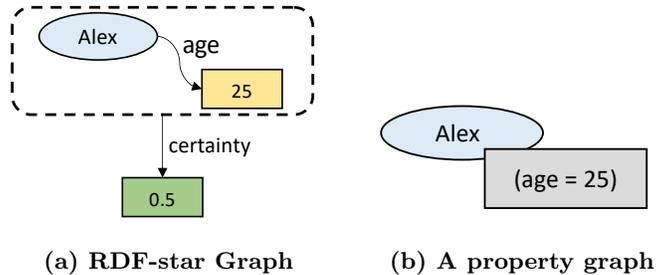 Alex
age
25
certainty
0.5
(a) RDF-star Graph
Alex
(age = 25)
(b) A property graph